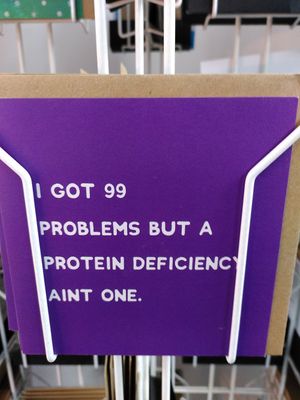 I GOT 99
PROBLEMS BUT A
PROTEIN DEFICIENCY
AINT ONE.